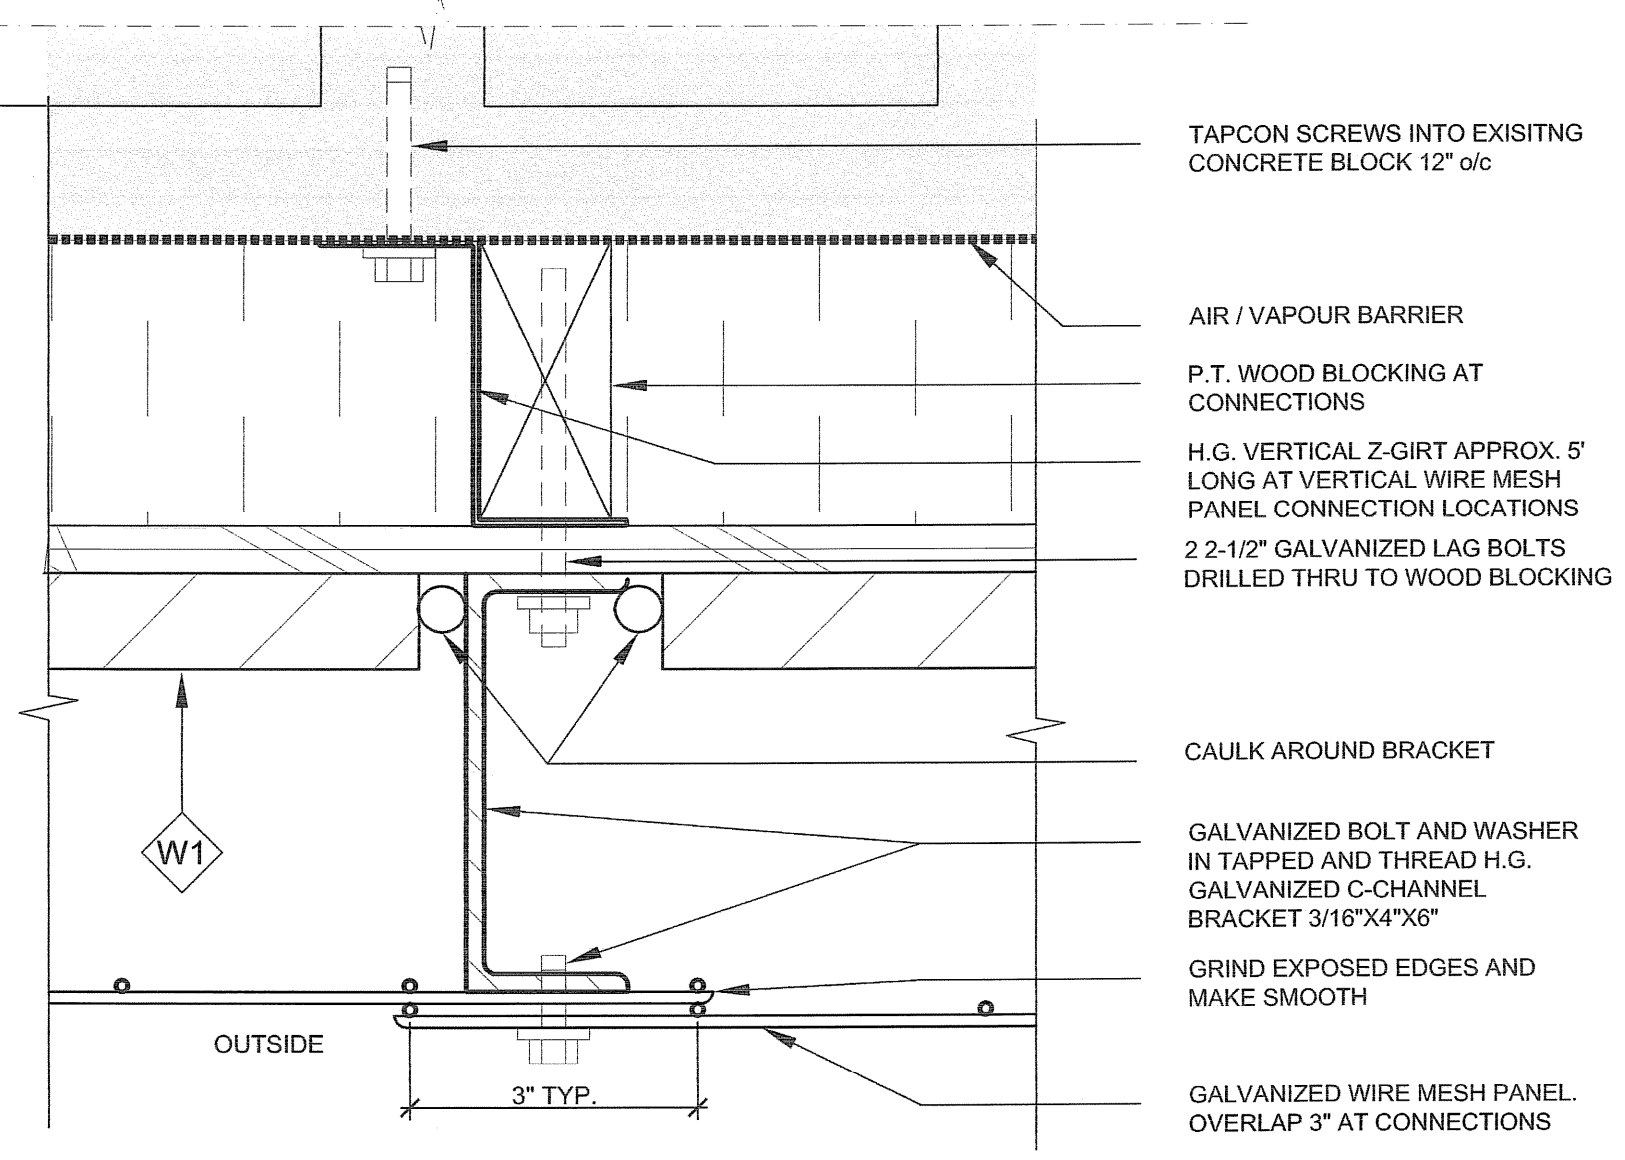 TAPCON SCREWS INTO EXISITNG
CONCRETE BLOCK 12" o/c
AIR / VAPOUR BARRIER
P.T. WOOD BLOCKING AT
CONNECTIONS
H.G. VERTICAL Z-GIRT APPROX. 5'
LONG AT VERTICAL WIRE MESH
PANEL CONNECTION LOCATIONS
2 2-1/2" GALVANIZED LAG BOLTS
DRILLED THRU TO WOOD BLOCKING
CAULK AROUND BRACKET
W1
GALVANIZED BOLT AND WASHER
IN TAPPED AND THREAD H.G.
GALVANIZED C-CHANNEL
BRACKET 3/16"X4"X6"
GRIND EXPOSED EDGES AND
MAKE SMOOTH
OUTSIDE
3" TYP.
GALVANIZED WIRE MESH PANEL.
OVERLAP 3" AT CONNECTIONS